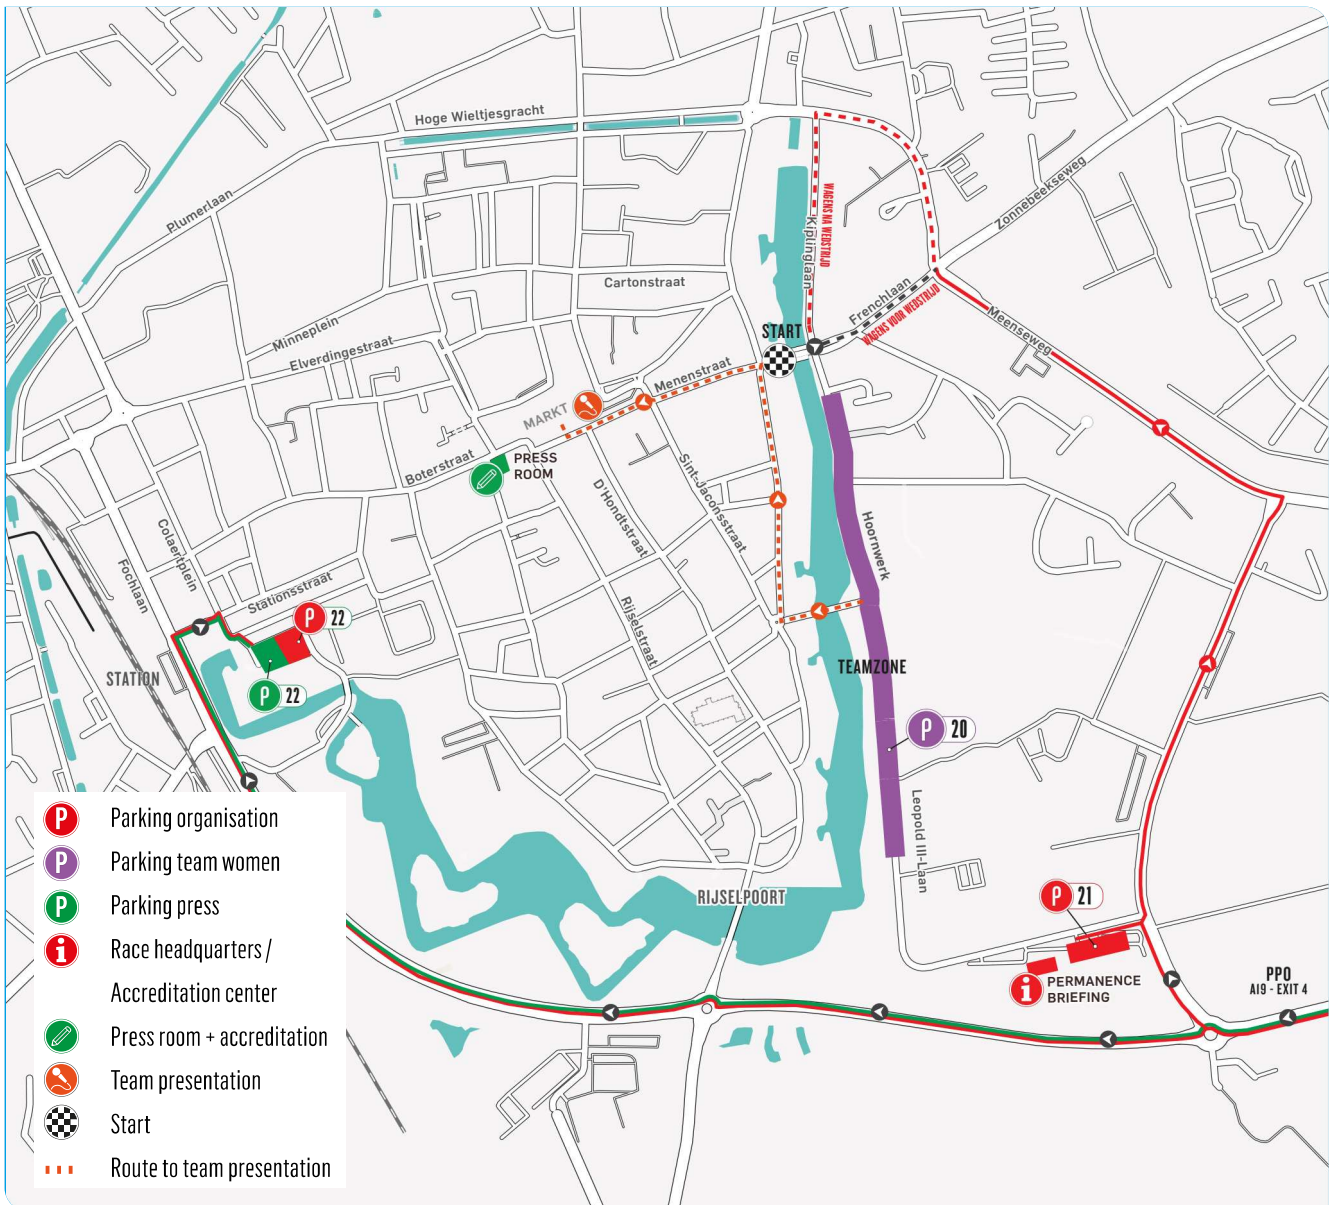 Hoge Wieltjesgracht
Plumerlaan
Zonnebeekseweg
WAGENS NA WEDSTRIJD
Kiplinglaan
Cartonstraat
Frenchlaan
WAGENS VOOR WEDSTRIJD
Meenseweg
START
Minneplein
Elverdingestraat
Menenstraat
MARKT
PRESS
ROOM
Boterstraat
Sint-Jaconsstraat
D'Hondtstraat
Hoornwerk
Colaertplein
Fochlaan
Stationsstraat
Rijselstraat
P 22
STATION
P 22
TEAMZONE
P 20
Leopold III-Laan
RIJSELPOORT
P 21
PERMANENCE
BRIEFING
PPO
A19 - EXIT 4
P Parking organisation
P Parking team women
P Parking press
i Race headquarters /
Accreditation center
Press room + accreditation
Team presentation
Start
Route to team presentation